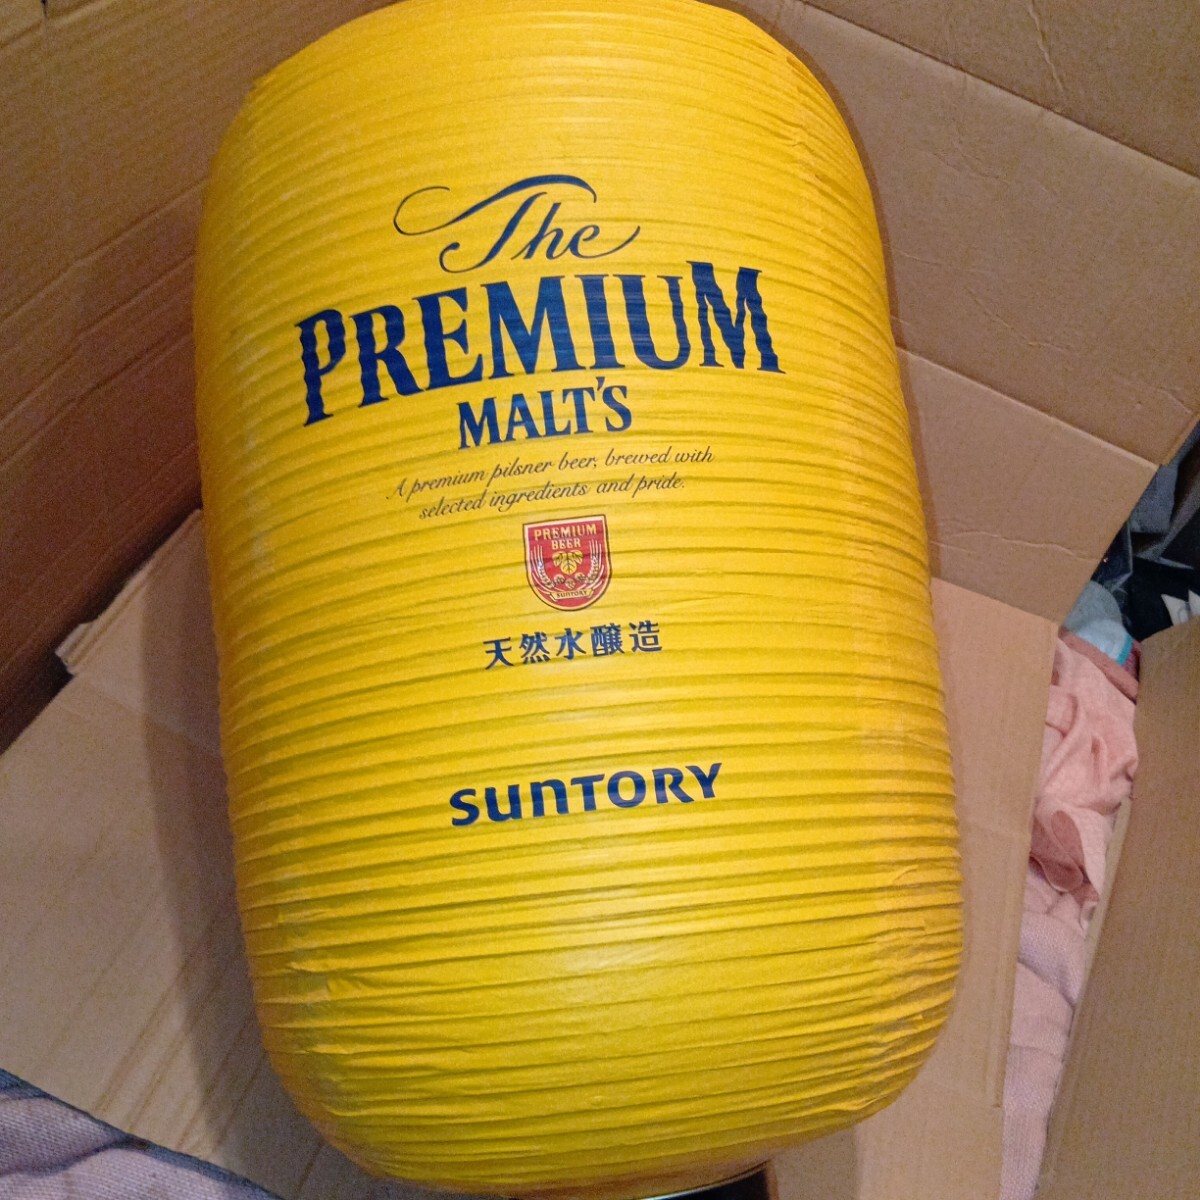 The
PREMIUM
MALT'S
A premium pilsner beer, brewed with
selected ingredients and pride.
PREMIUM
BEER
SUNTORY
天然水醸造
SUNTORY